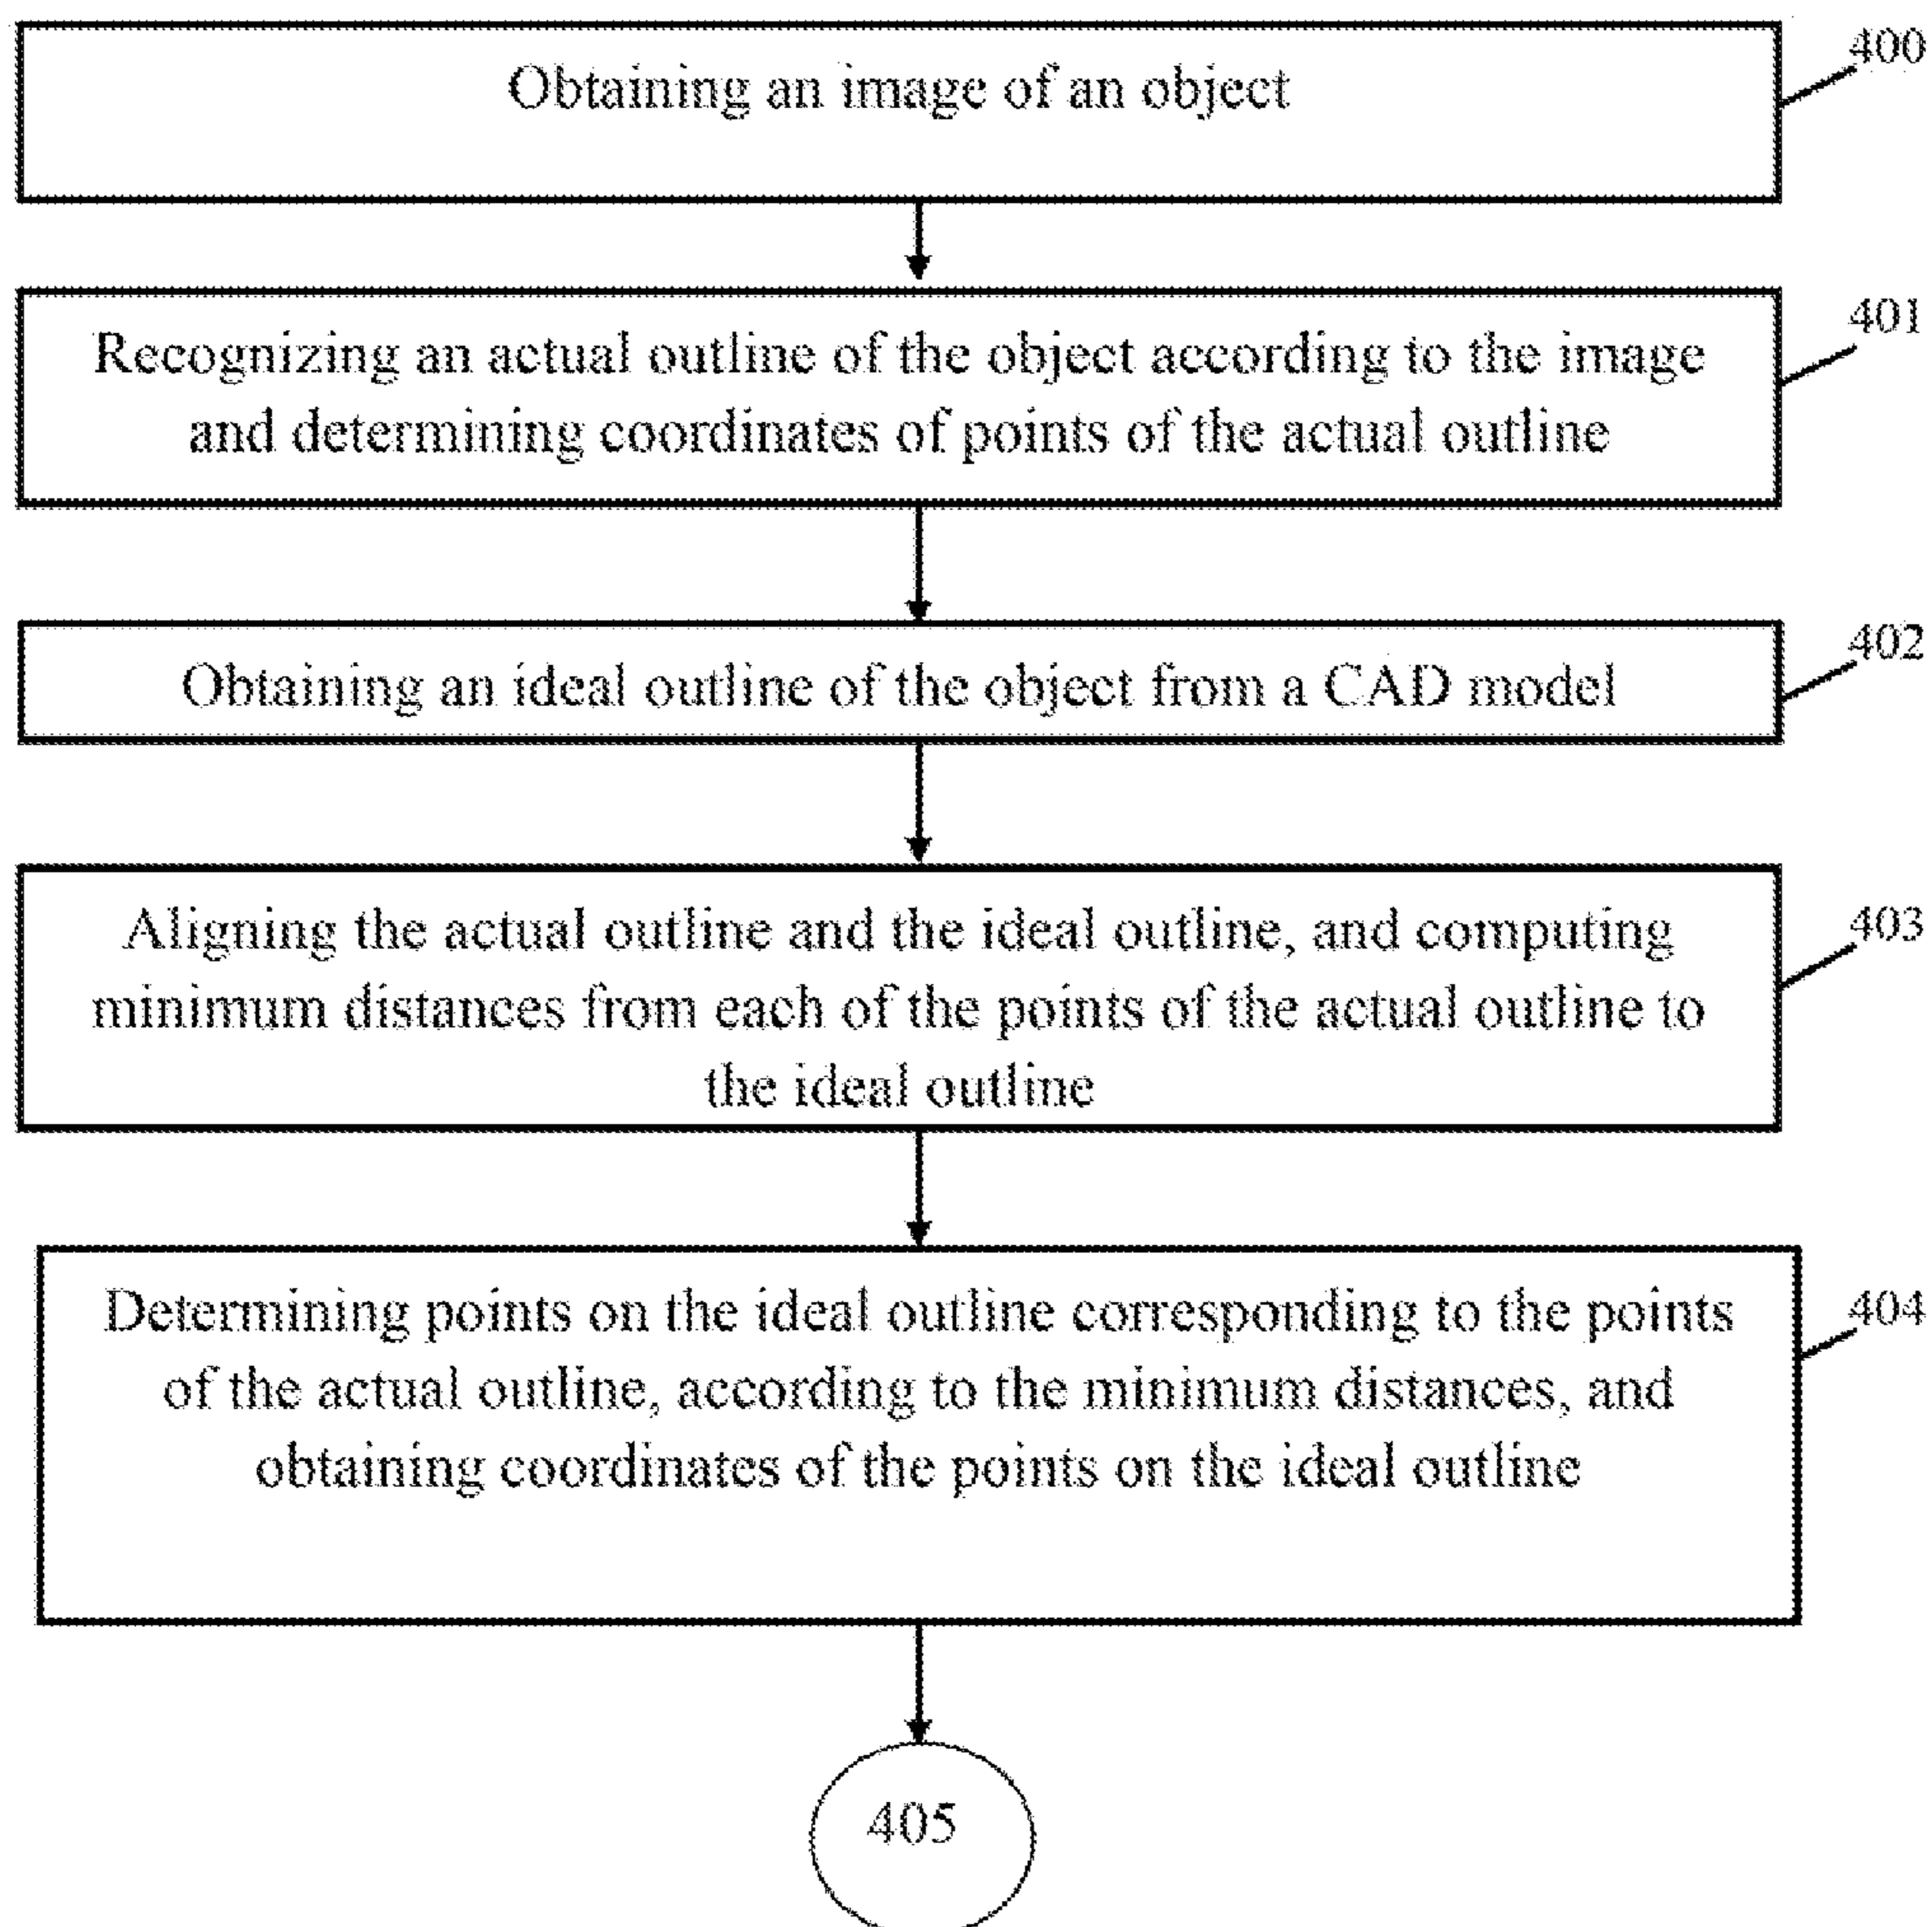 Obtaining an image of an object
400
Recognizing an actual outline of the object according to the image
and determining coordinates of points of the actual outline
401
Obtaining an ideal outline of the object from a CAD model
402
Aligning the actual outline and the ideal outline, and computing
minimum distances from each of the points of the actual outline to
the ideal outline
403
Determining points on the ideal outline corresponding to the points
of the actual outline, according to the minimum distances, and
obtaining coordinates of the points on the ideal outline
404
405